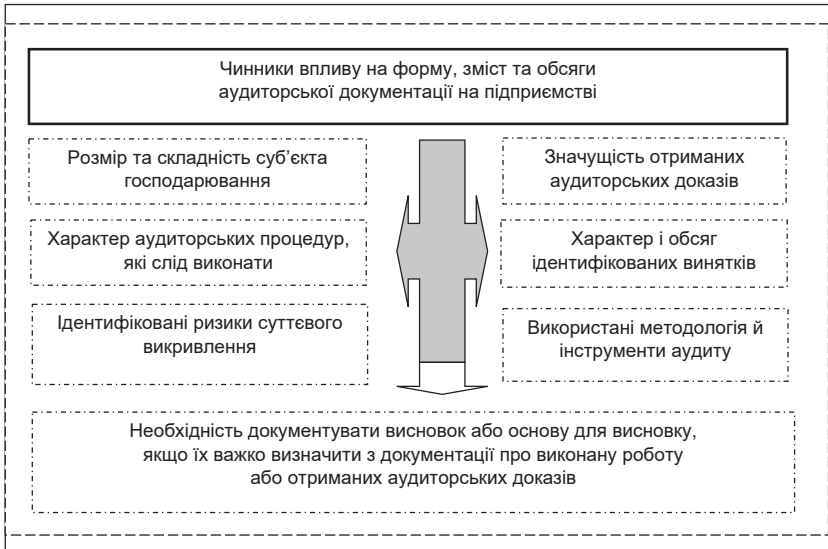 Чинники впливу на форму, зміст та обсяги
аудиторської документації на підприємстві
Розмір та складність суб’єкта
господарювання
Значущість отриманих
аудиторських доказів
Характер аудиторських процедур,
які слід виконати
Характер і обсяг
ідентифікованих винятків
Ідентифіковані ризики суттєвого
викривлення
Використані методологія й
інструменти аудиту
Необхідність документувати висновок або основу для висновку,
якщо їх важко визначити з документації про виконану роботу
або отриманих аудиторських доказів